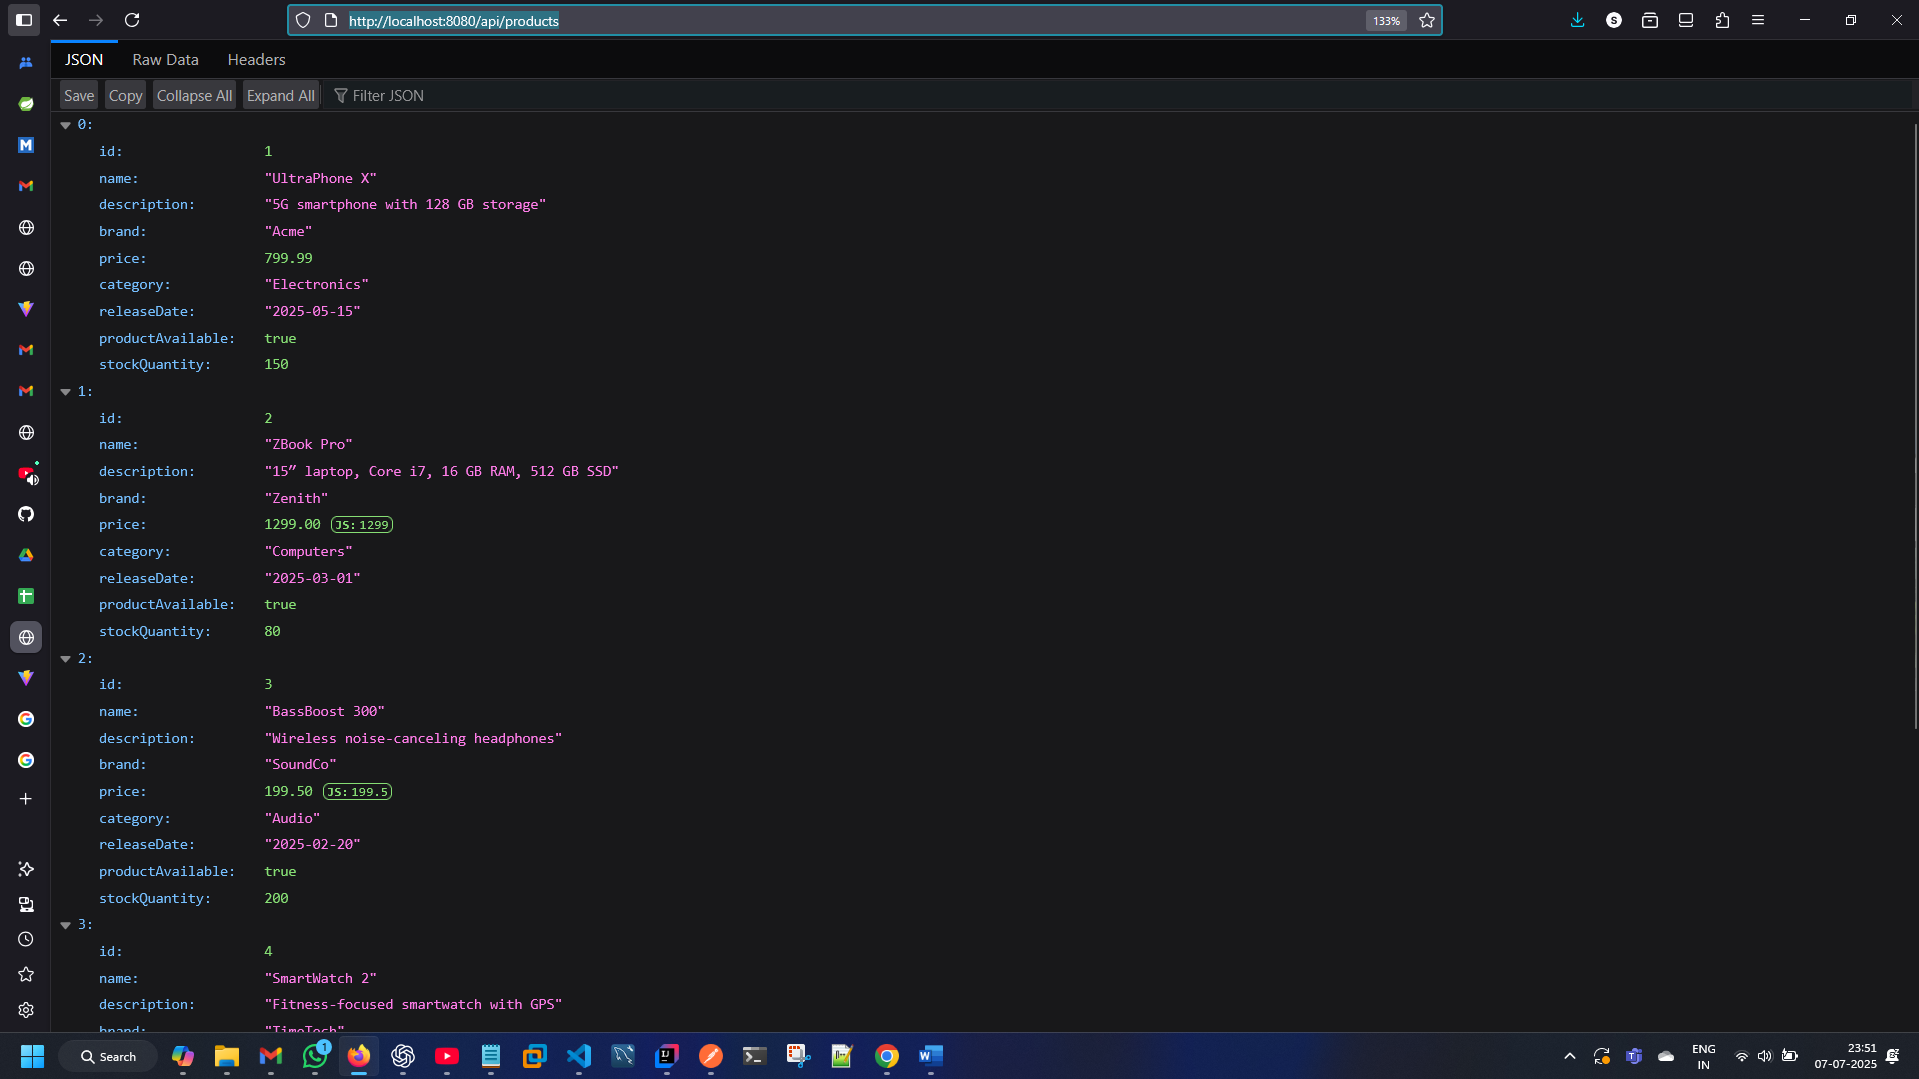 http://localhost:8080/api/products
133%
JSON Raw Data Headers
Save Copy Collapse All Expand All Filter JSON
0:
id: 1
name: "UltraPhone X"
description: "5G smartphone with 128 GB storage"
brand: "Acme"
price: 799.99
category: "Electronics"
releaseDate: "2025-05-15"
productAvailable: true
stockQuantity: 150
1:
id: 2
name: "ZBook Pro"
description: "15” laptop, Core i7, 16 GB RAM, 512 GB SSD"
brand: "Zenith"
price: 1299.00 JS: 1299
category: "Computers"
releaseDate: "2025-03-01"
productAvailable: true
stockQuantity: 80
2:
id: 3
name: "BassBoost 300"
description: "Wireless noise-canceling headphones"
brand: "SoundCo"
price: 199.50 JS: 199.5
category: "Audio"
releaseDate: "2025-02-20"
productAvailable: true
stockQuantity: 200
3:
id: 4
name: "SmartWatch 2"
description: "Fitness-focused smartwatch with GPS"
brand: "TimeTech"
Search
1
ENG
IN
23:51
07-07-2025